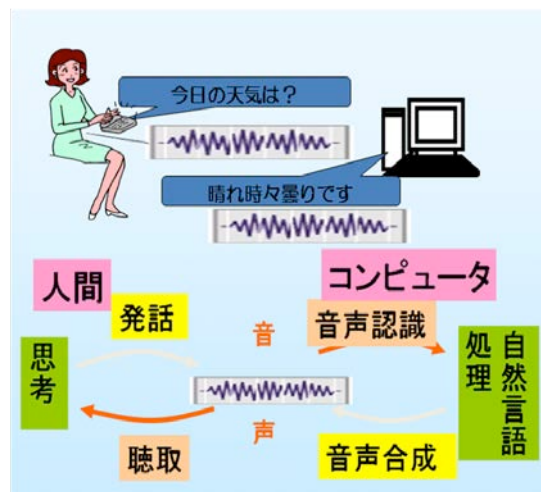 今日の天気は？
晴れ時々曇りです
人間
コンピュータ
発話
音
音声認識
思考
自然言語
処理
声
聴取
音声合成